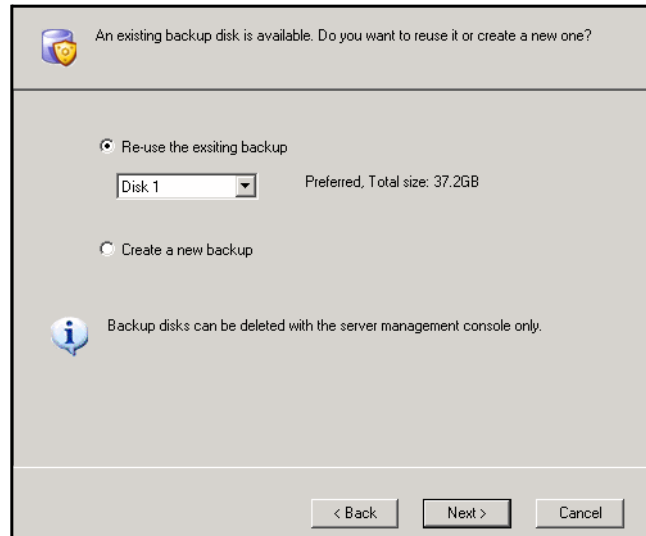 An existing backup disk is available. Do you want to reuse it or create a new one?
Re-use the exsiting backup
Disk 1 Preferred, Total size: 37.2GB
Create a new backup
Backup disks can be deleted with the server management console only.
< Back Next > Cancel